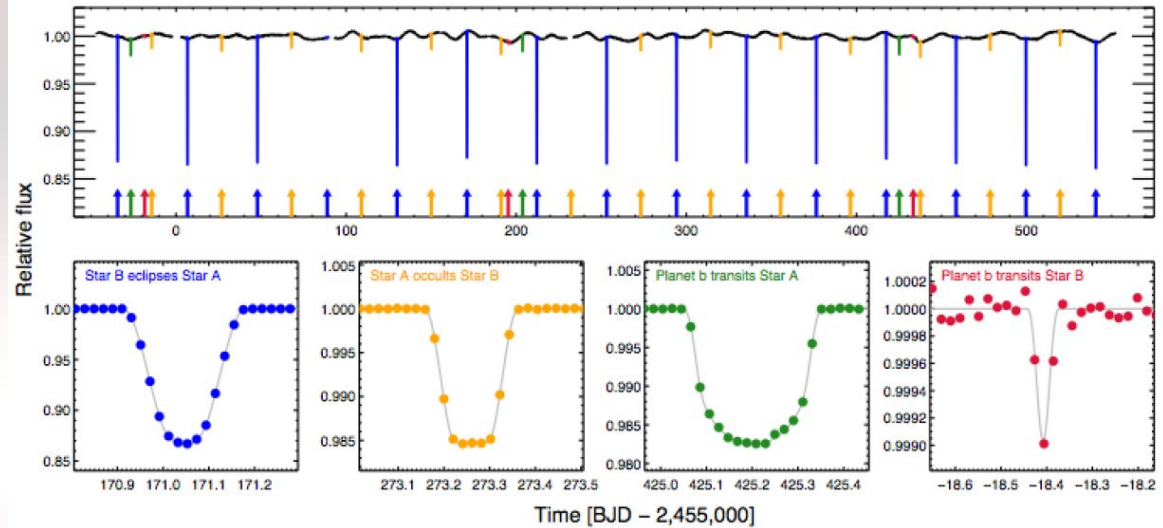 1.00
0.95
0.90
0.85
0 100 200 300 400 500
Relative flux
Star B eclipses Star A
1.00
0.95
0.90
0.85
170.9 171.0 171.1 171.2
Star A occults Star B
1.005
1.000
0.995
0.990
0.985
273.1 273.2 273.3 273.4 273.5
Planet b transits Star A
1.005
1.000
0.995
0.990
0.985
0.980
425.0 425.1 425.2 425.3 425.4
Planet b transits Star B
1.0002
1.0000
0.9998
0.9996
0.9994
0.9992
0.9990
−18.6 −18.5 −18.4 −18.3 −18.2
Time [BJD − 2,455,000]